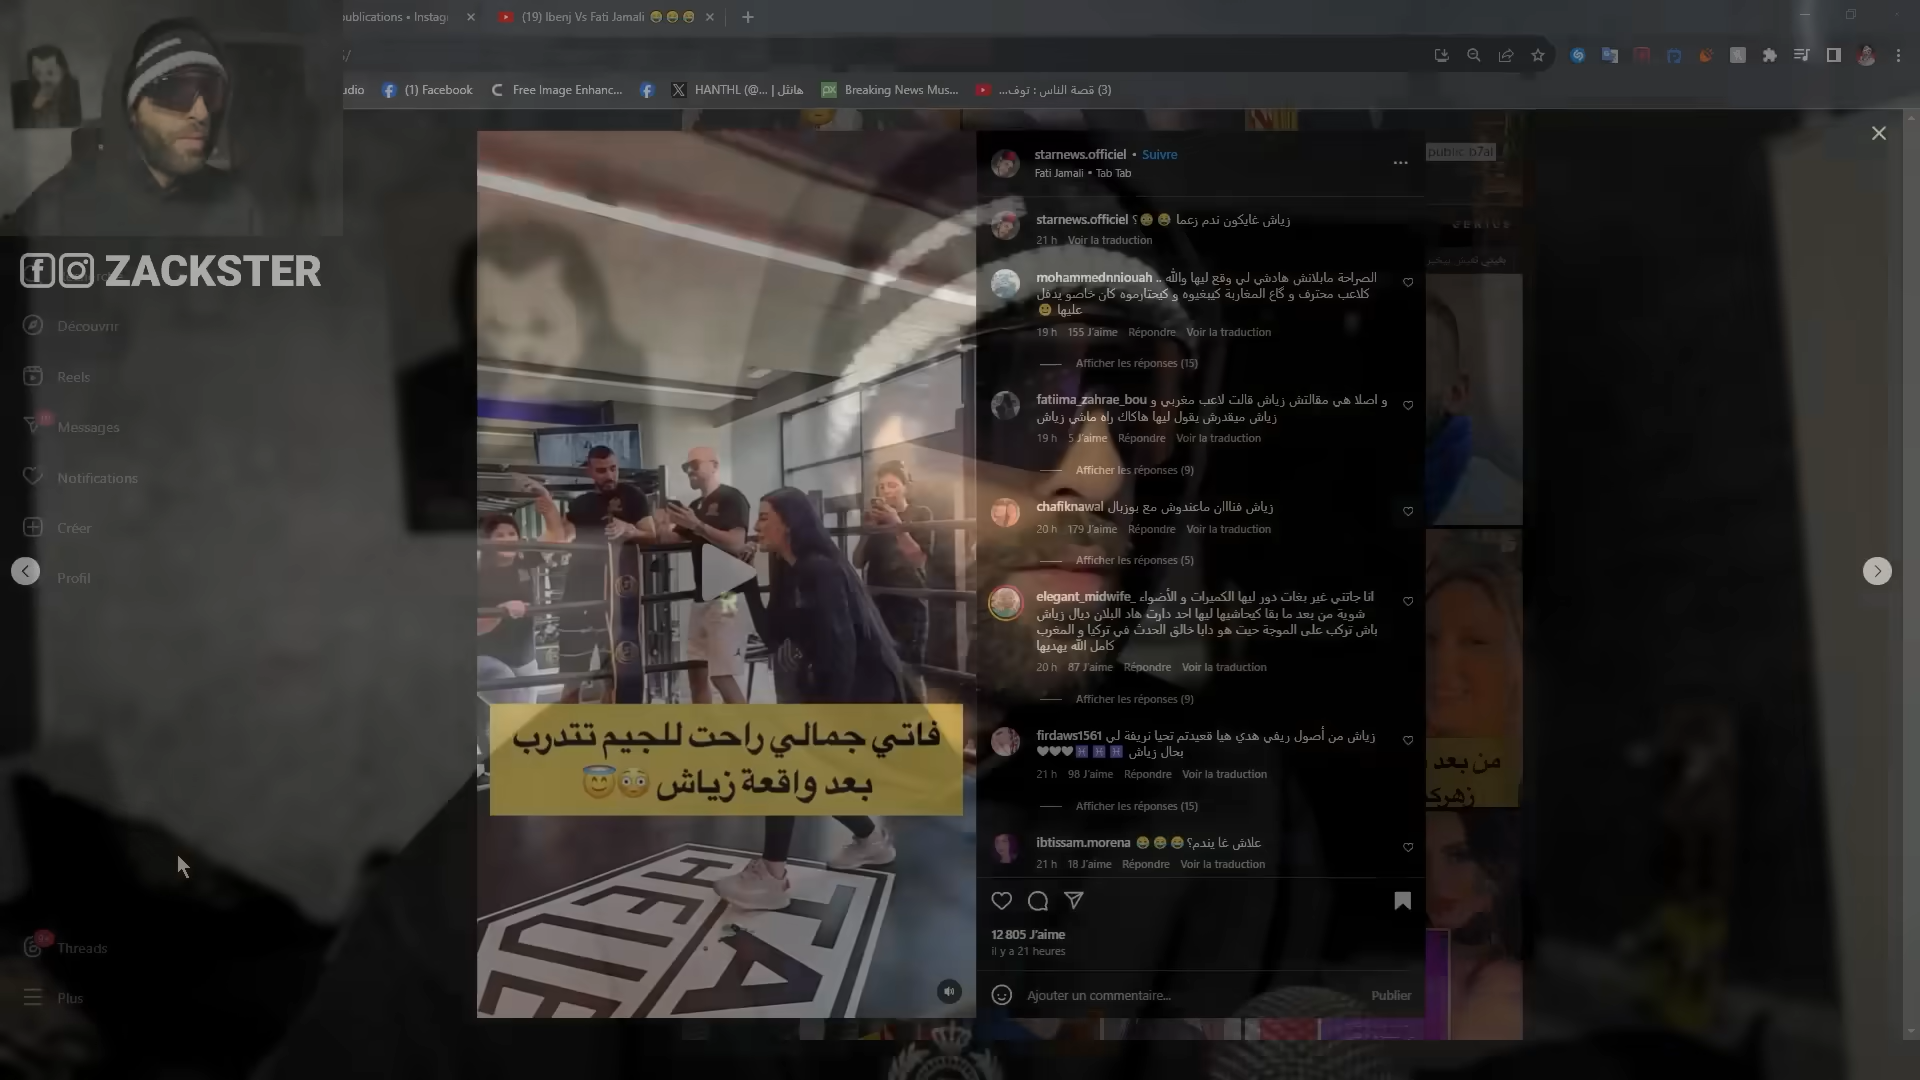 publications • Instag
(19) Ibenj Vs Fati Jamali 😂😂😂
(1) Facebook
Free Image Enhanc...
HANTHL (@... | هانثل
Breaking News Mus...
(3) قصة الناس : توف...
ZACKSTER
Découvrir
Reels
Messages
Notifications
Créer
Profil
Threads
Plus
فاتي جمالي راحت للجيم تتدرب
بعد واقعة زياش 😳😇
starnews.officiel • Suivre
Fati Jamali • Tab Tab
starnews.officiel زياش غايكون ندم زعما 😂😂؟
21 h Voir la traduction
mohammednniouah الصراحة مابلانش هادشي لي وقع ليها والله ..
كلاعب محترف و گاع المغاربة كيبغيوه و كيحتارموه كان خاصو يدفل
عليها 🙂
19 h 155 J'aime Répondre Voir la traduction
Afficher les réponses (15)
fatiima_zahrae_bou و اصلا هي مقالتش زياش قالت لاعب مغربي و
زياش ميقدرش يقول ليها هاكاك راه ماشي زياش
19 h 5 J'aime Répondre Voir la traduction
Afficher les réponses (9)
chafiknawal زياش فنااان ماعندوش مع بوزبال
20 h 179 J'aime Répondre Voir la traduction
Afficher les réponses (5)
elegant_midwife_ انا جاتني غير بغات دور ليها الكميرات و الأضواء
شوية من بعد ما بقا كيحاشيها ليها احد دارت هاد البلان ديال زياش
باش تركب على الموجة حيت هو دابا خالق الحدث في تركيا و المغرب
كامل الله يهديها
20 h 87 J'aime Répondre Voir la traduction
Afficher les réponses (9)
firdaws1561 زياش من أصول ريفي هدي هيا قعيدتم تحيا نريفة لي
بحال زياش ♓♓♓🖤🖤🖤
21 h 98 J'aime Répondre Voir la traduction
Afficher les réponses (15)
ibtissam.morena علاش غا يندم؟😂😂😂
21 h 18 J'aime Répondre Voir la traduction
12 805 J'aime
il y a 21 heures
Ajouter un commentaire...
Publier
public b7al
من بعد